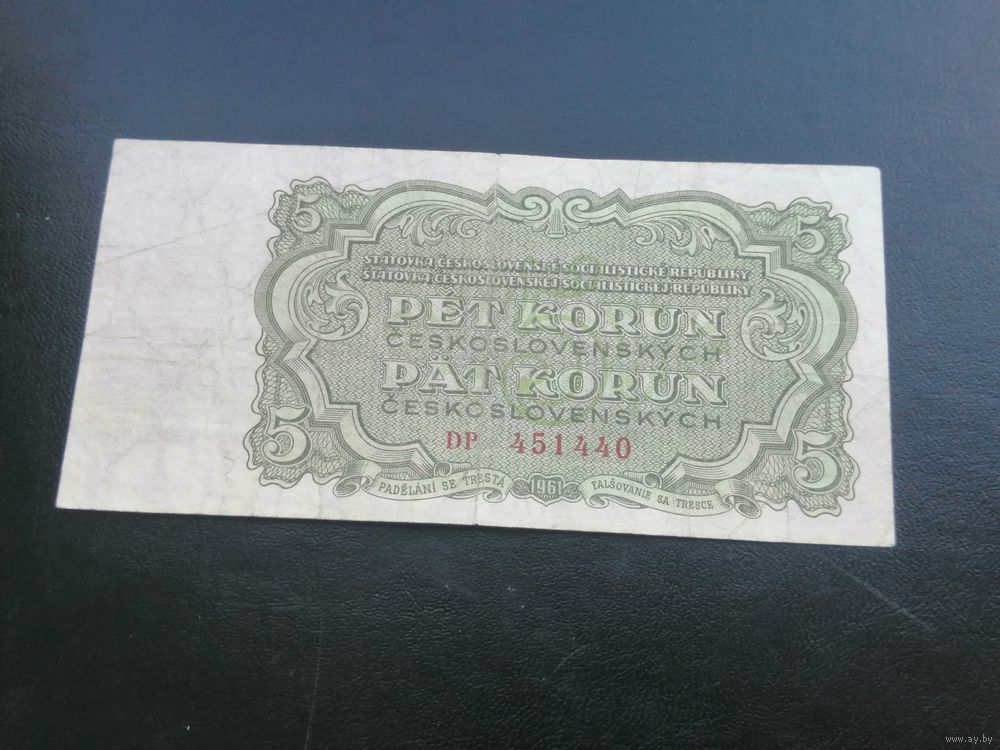 5 5
STÁTOVKA ČESKOSLOVENSKÉ SOCIALISTICKÉ REPUBLIKY
ŠTÁTOVKA ČESKOSLOVENSKEJ SOCIALISTICKEJ REPUBLIKY
PĚT KORUN
ČESKOSLOVENSKÝCH
PÄŤ KORÚN
ČESKOSLOVENSKÝCH
5 5
DP 451440
PADĚLÁNÍ SE TRESTÁ 1961 FALŠOVANIE SA TRESCE
www.ay.by